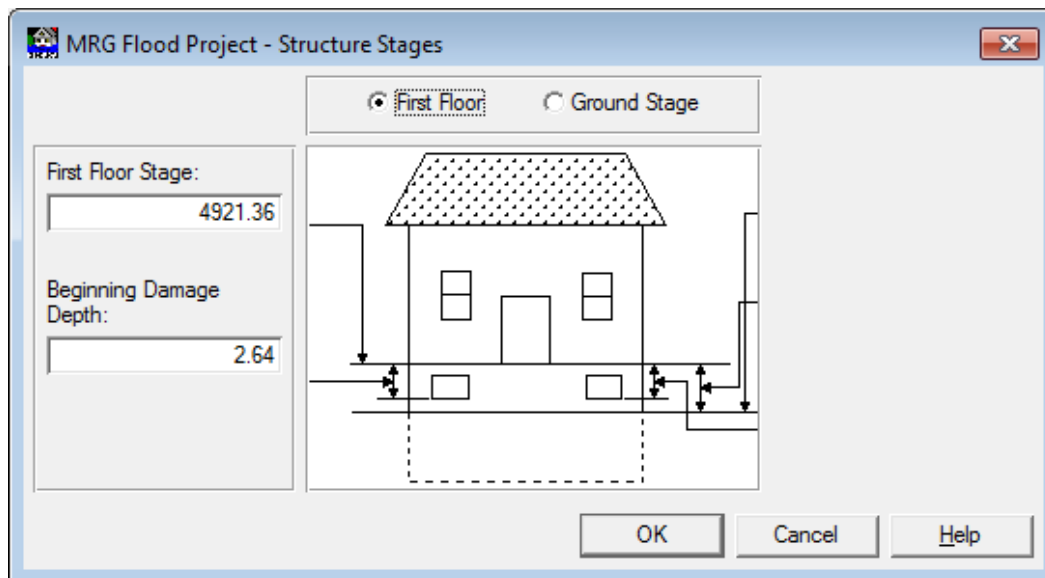 MRG Flood Project - Structure Stages
First Floor Ground Stage
First Floor Stage:
4921.36
Beginning Damage
Depth:
2.64
OK Cancel Help